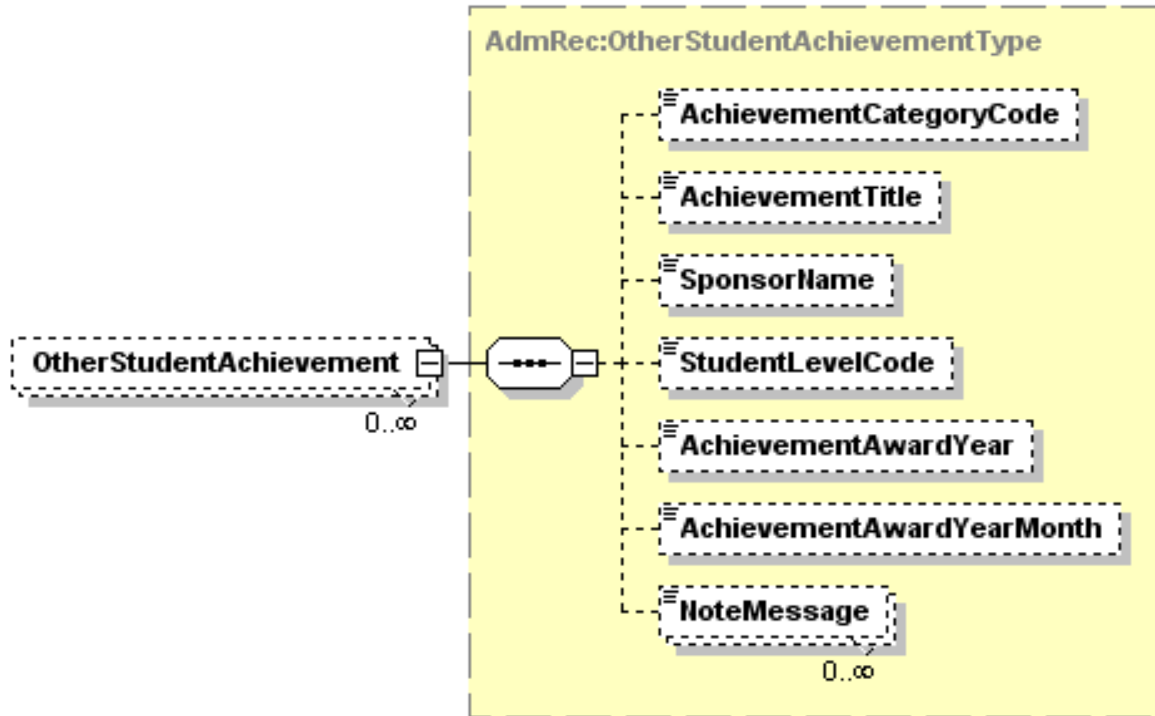 AdmRec:OtherStudentAchievementType
AchievementCategoryCode
AchievementTitle
SponsorName
OtherStudentAchievement
0..∞
StudentLevelCode
AchievementAwardYear
AchievementAwardYearMonth
NoteMessage
0..∞